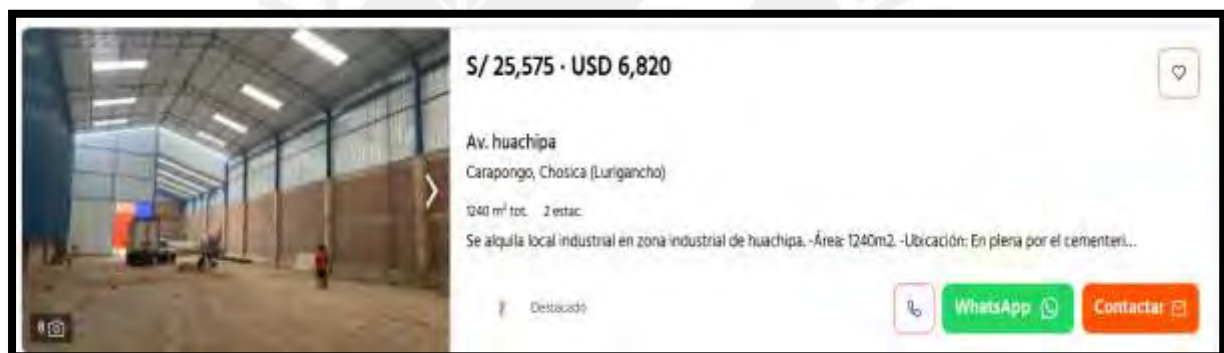 S/ 25,575 · USD 6,820
Av. huachipa
Carapongo, Chosica (Lurigancho)
1240 m² tot. 2 estac.
Se alquila local industrial en zona industrial de huachipa. -Área: 1240m2. -Ubicación: En plena por el cementeri...
Destacado
WhatsApp
Contactar